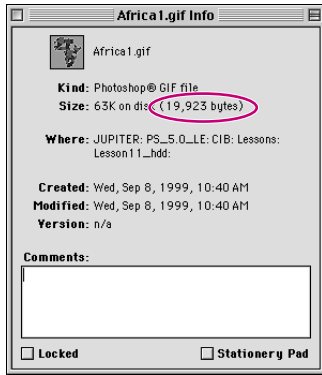 Africa1.gif Info
Africa1.gif
Kind: Photoshop® GIF file
Size: 63K on disk (19,923 bytes)
Where: JUPITER: PS_5.0_LE: CIB: Lessons:
Lesson11_hdd:
Created: Wed, Sep 8, 1999, 10:40 AM
Modified: Wed, Sep 8, 1999, 10:40 AM
Version: n/a
Comments:
Locked Stationery Pad